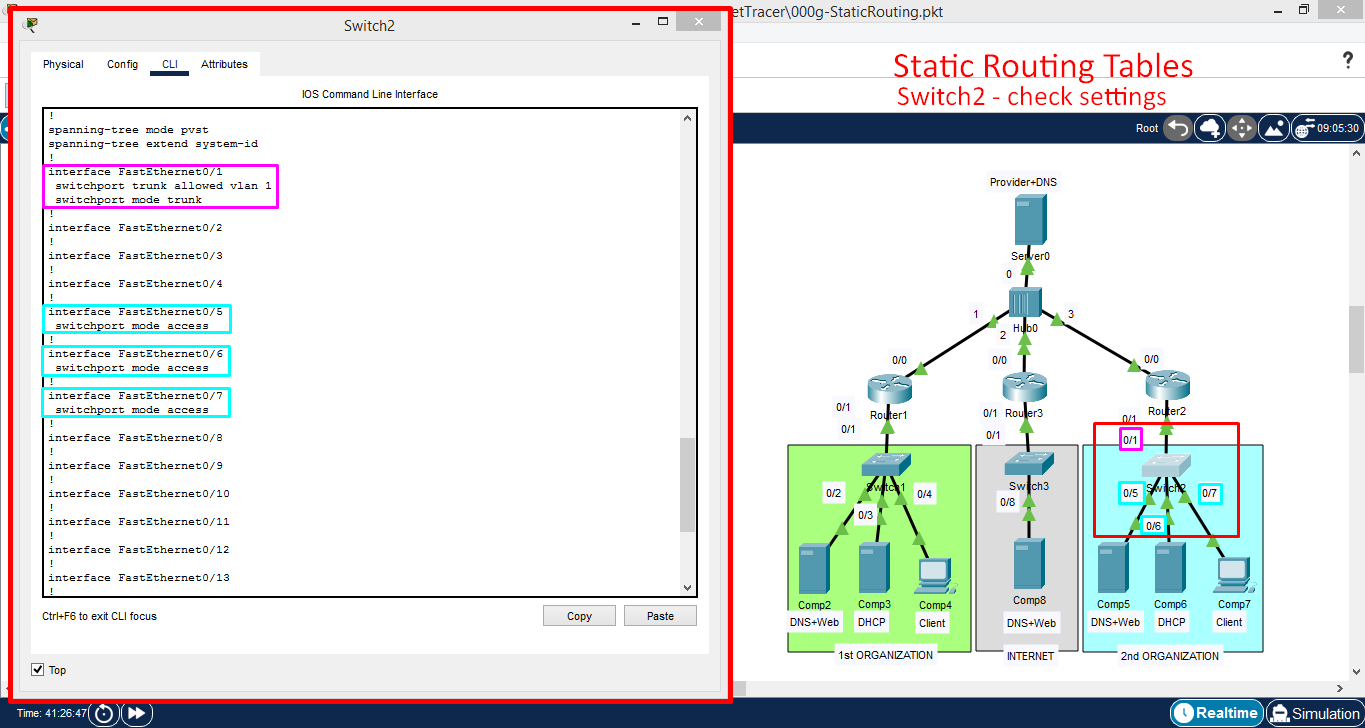 Switch2
etTracer\000g-StaticRouting.pkt
Physical
Config
CLI
Attributes
IOS Command Line Interface
!
spanning-tree mode pvst
spanning-tree extend system-id
!
interface FastEthernet0/1
switchport trunk allowed vlan 1
switchport mode trunk
!
interface FastEthernet0/2
!
interface FastEthernet0/3
!
interface FastEthernet0/4
!
interface FastEthernet0/5
switchport mode access
!
interface FastEthernet0/6
switchport mode access
!
interface FastEthernet0/7
switchport mode access
!
interface FastEthernet0/8
!
interface FastEthernet0/9
!
interface FastEthernet0/10
!
interface FastEthernet0/11
!
interface FastEthernet0/12
!
interface FastEthernet0/13
!
Ctrl+F6 to exit CLI focus
Copy
Paste
Top
Static Routing Tables
Switch2 - check settings
?
Root
09:05:30
Provider+DNS
Server0
0
Hub0
1
2
3
0/0
0/0
0/0
Router1
Router3
Router2
0/1
0/1
0/1
0/1
0/1
0/1
Switch1
Switch3
Switch2
0/2
0/3
0/4
0/8
0/5
0/6
0/7
Comp2
Comp3
Comp4
Comp8
Comp5
Comp6
Comp7
DNS+Web
DHCP
Client
DNS+Web
DNS+Web
DHCP
Client
1st ORGANIZATION
INTERNET
2nd ORGANIZATION
Time: 41:26:47
Realtime
Simulation